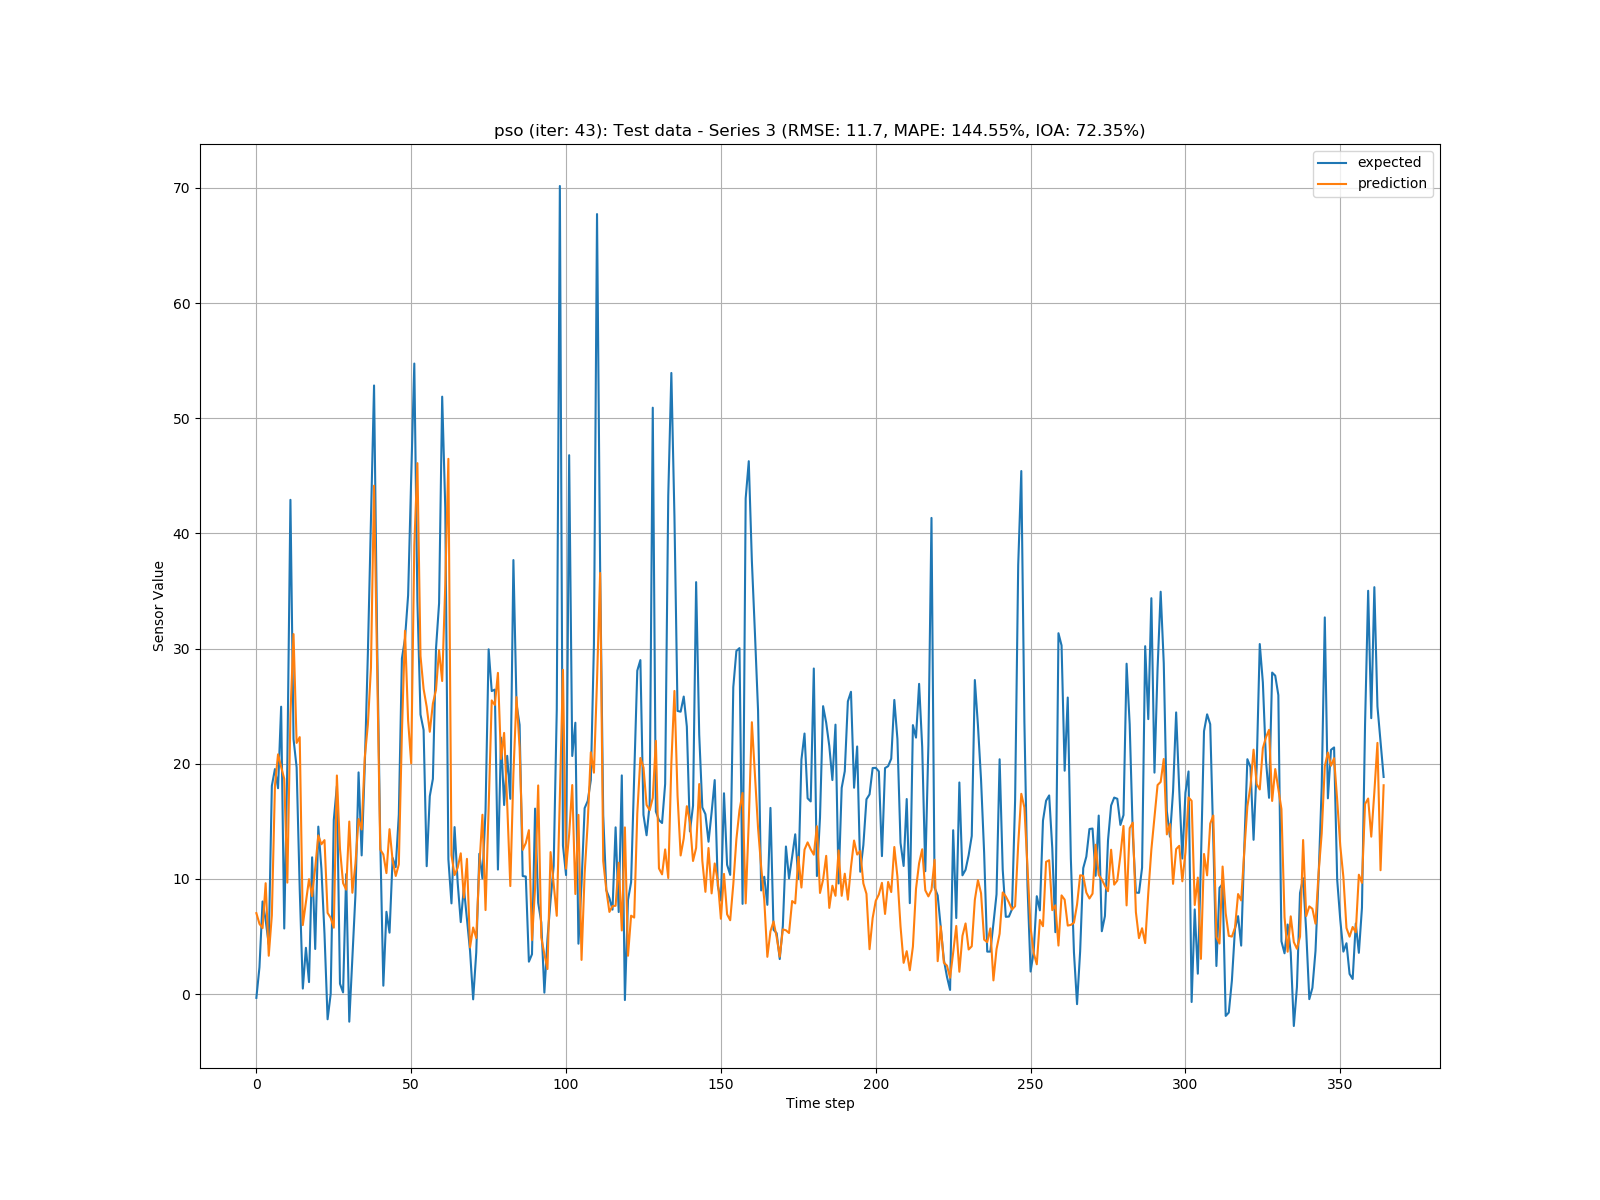 pso (iter: 43): Test data - Series 3 (RMSE: 11.7, MAPE: 144.55%, IOA: 72.35%)
expected
prediction
70
60
50
40
30
20
10
0
Sensor Value
0 50 100 150 200 250 300 350
Time step